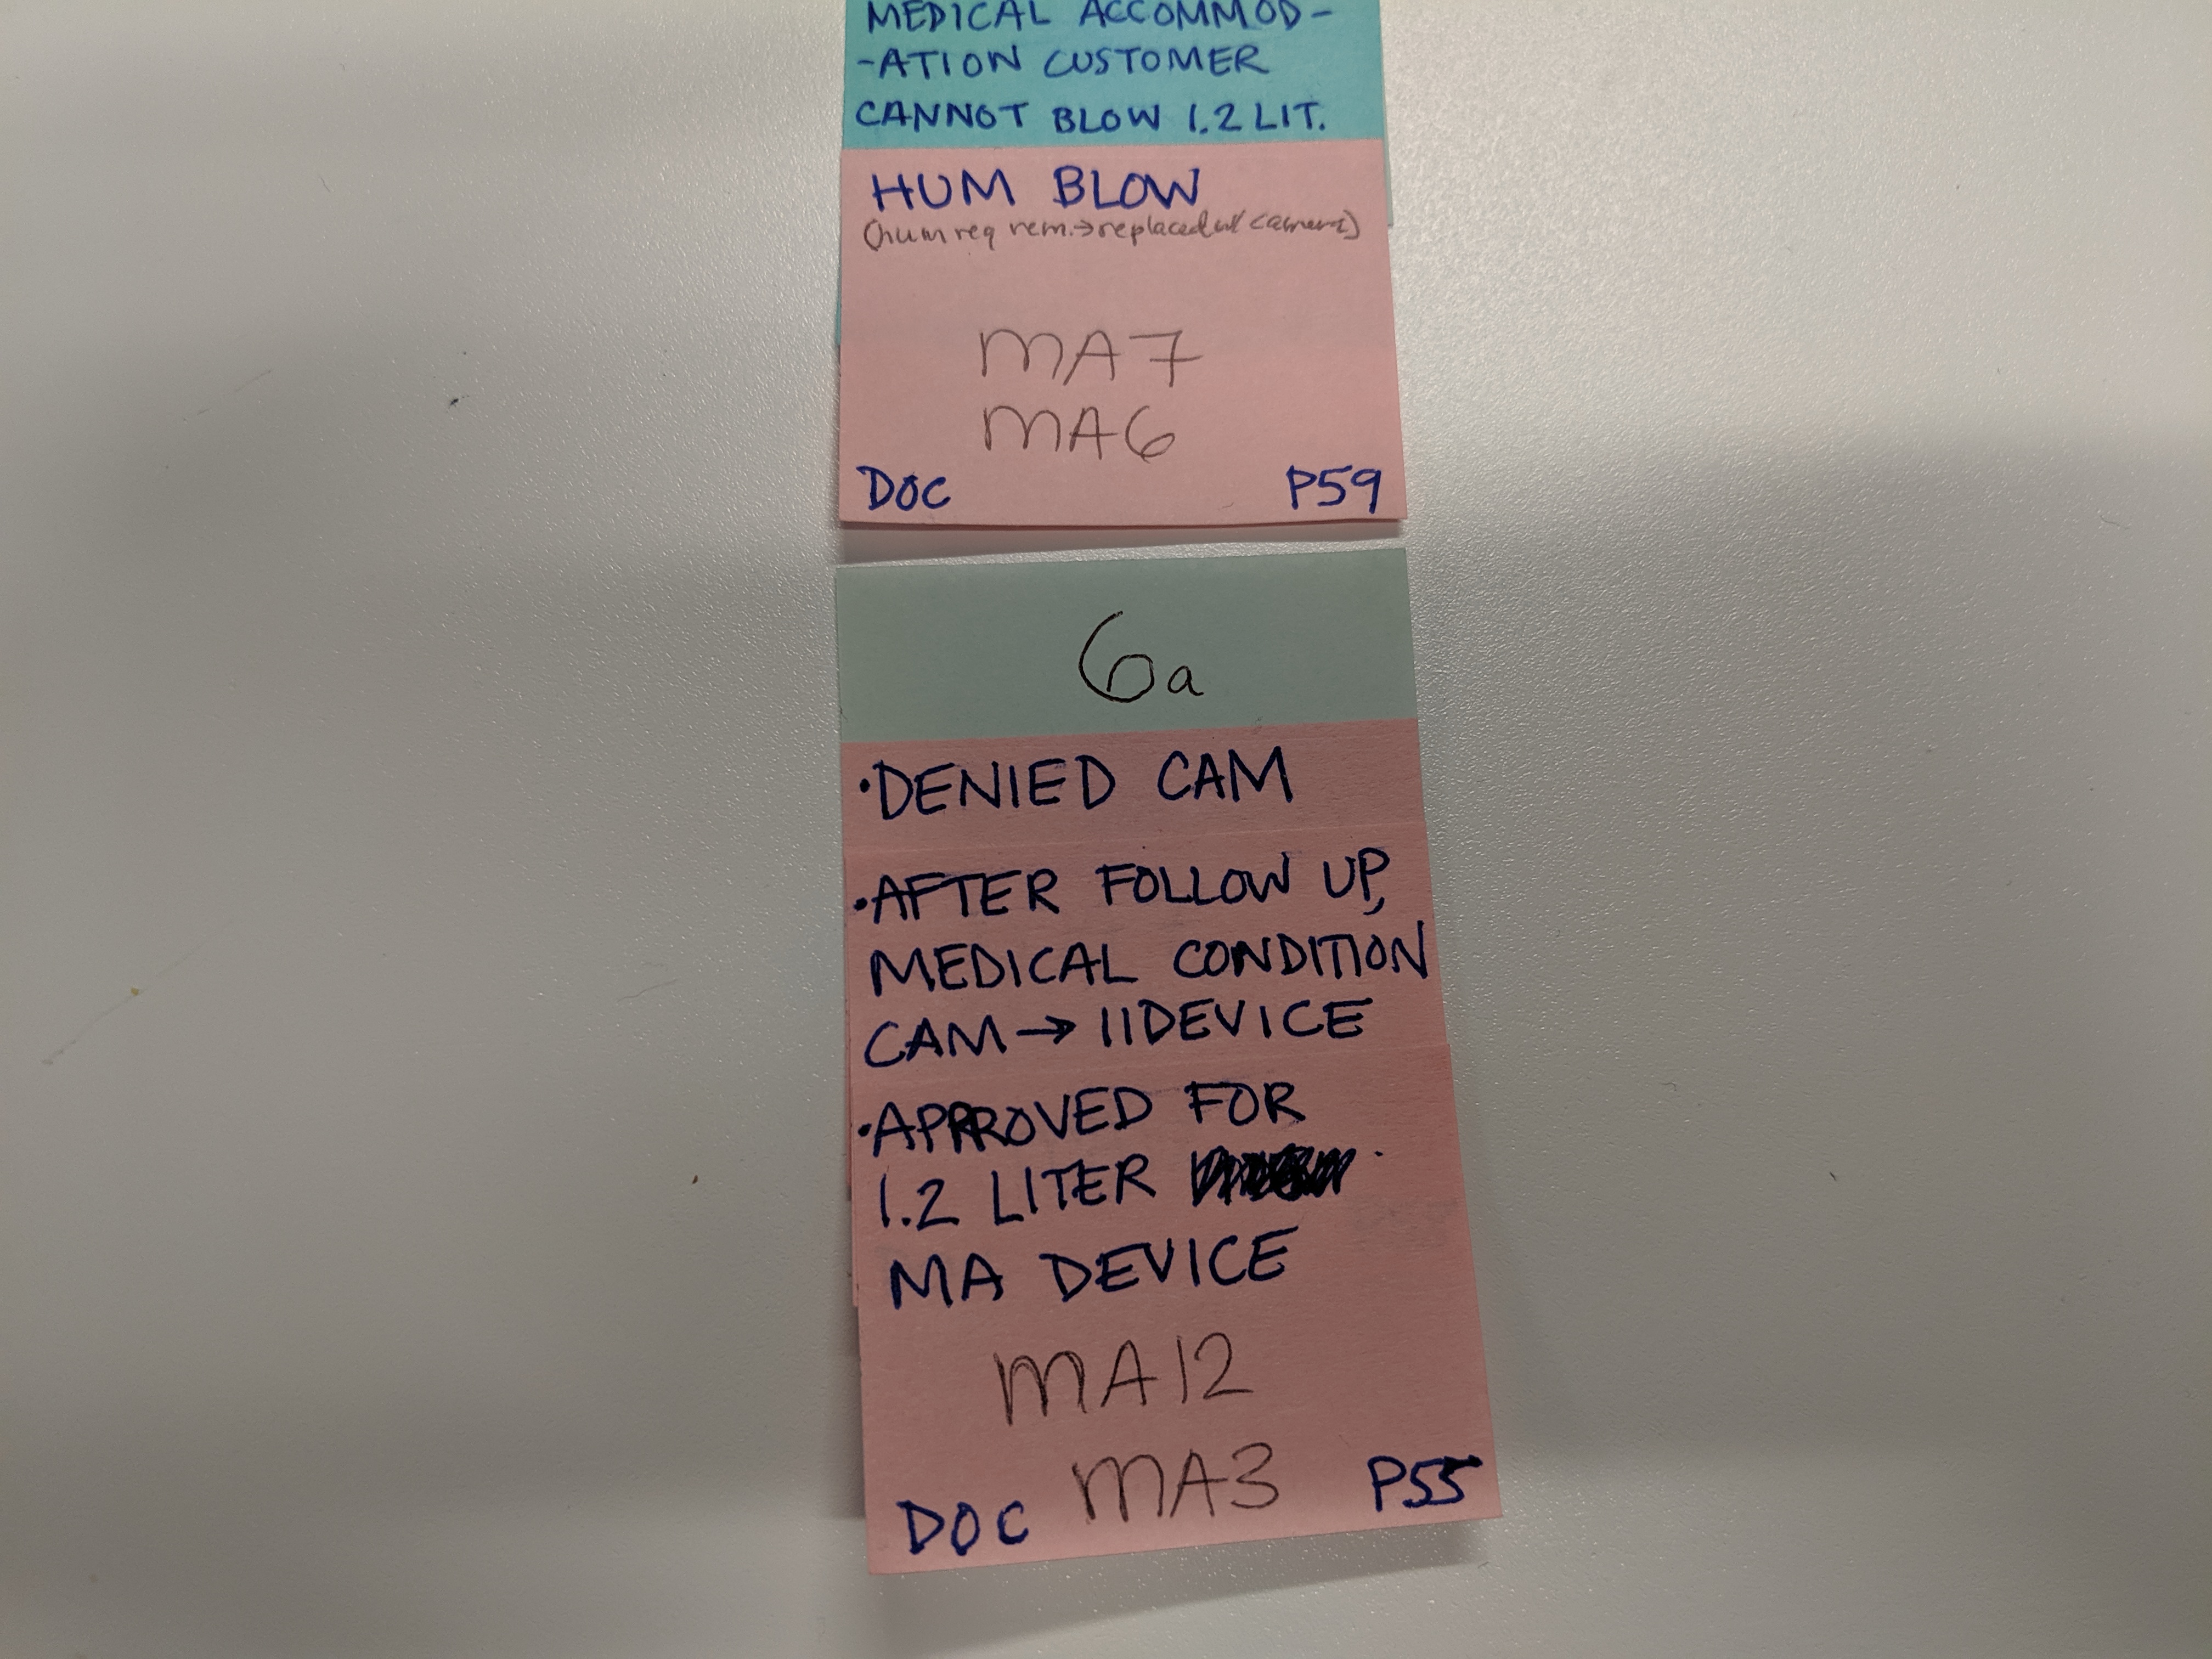 MEDICAL ACCOMMOD-
-ATION CUSTOMER
CANNOT BLOW 1.2 LIT.
HUM BLOW
(hum req rem.→replaced w/ camera)
MA7
MA6
DOC P59
6a
•DENIED CAM
•AFTER FOLLOW UP,
MEDICAL CONDITION
CAM→IIDEVICE
•APPROVED FOR
1.2 LITER
MA DEVICE
MA12
MA3
DOC P55